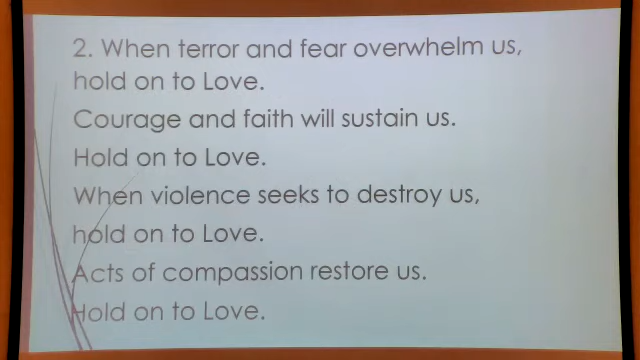 2. When terror and fear overwhelm us,
hold on to Love.
Courage and faith will sustain us.
Hold on to Love.
When violence seeks to destroy us,
hold on to Love.
Acts of compassion restore us.
Hold on to Love.